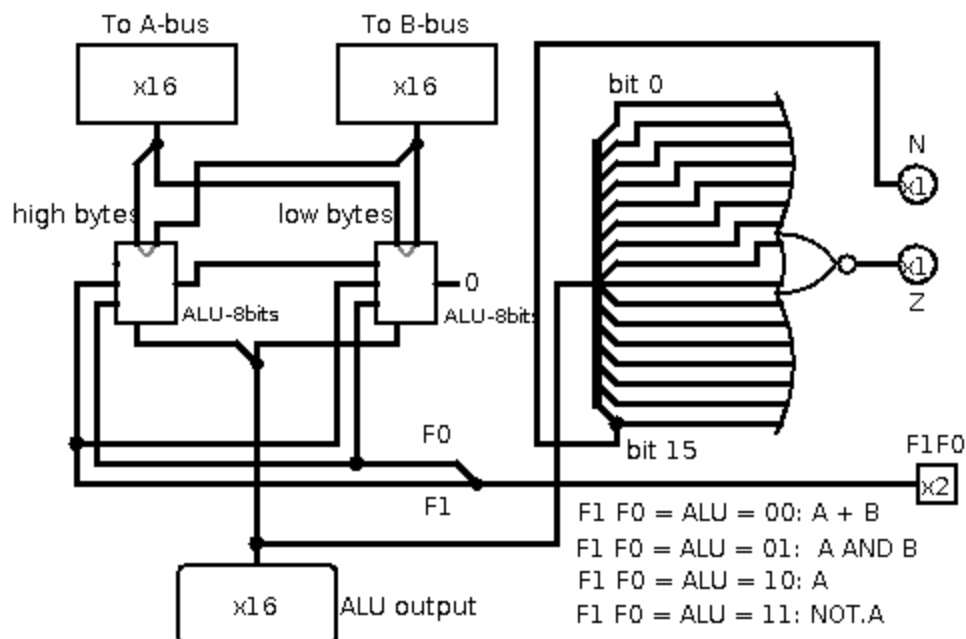 To A-bus
To B-bus
x16
x16
bit 0
N
x1
high bytes
low bytes
0
x1
Z
ALU-8bits
ALU-8bits
F0
bit 15
F1F0
x2
F1
F1 F0 = ALU = 00: A + B
F1 F0 = ALU = 01: A AND B
F1 F0 = ALU = 10: A
F1 F0 = ALU = 11: NOT.A
x16
ALU output